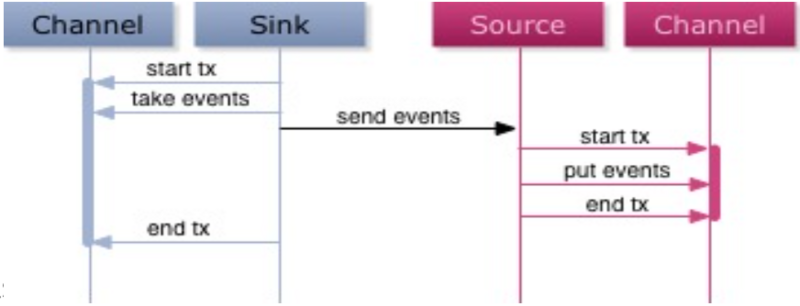 Channel Sink Source Channel
start tx
take events
send events
start tx
put events
end tx
end tx